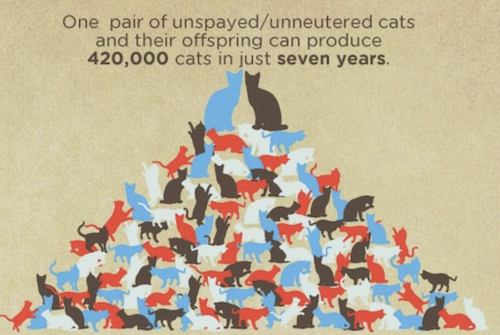 One pair of unspayed/unneutered cats
and their offspring can produce
420,000 cats in just seven years.